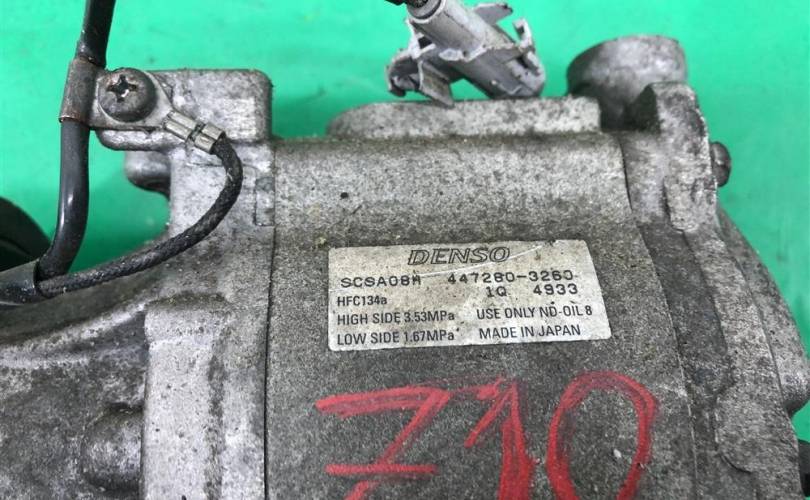 DENSO
SCSA08H 447280-3260
1Q 4933
HFC134a
HIGH SIDE 3.53MPa USE ONLY ND-OIL 8
LOW SIDE 1.67MPa MADE IN JAPAN
710